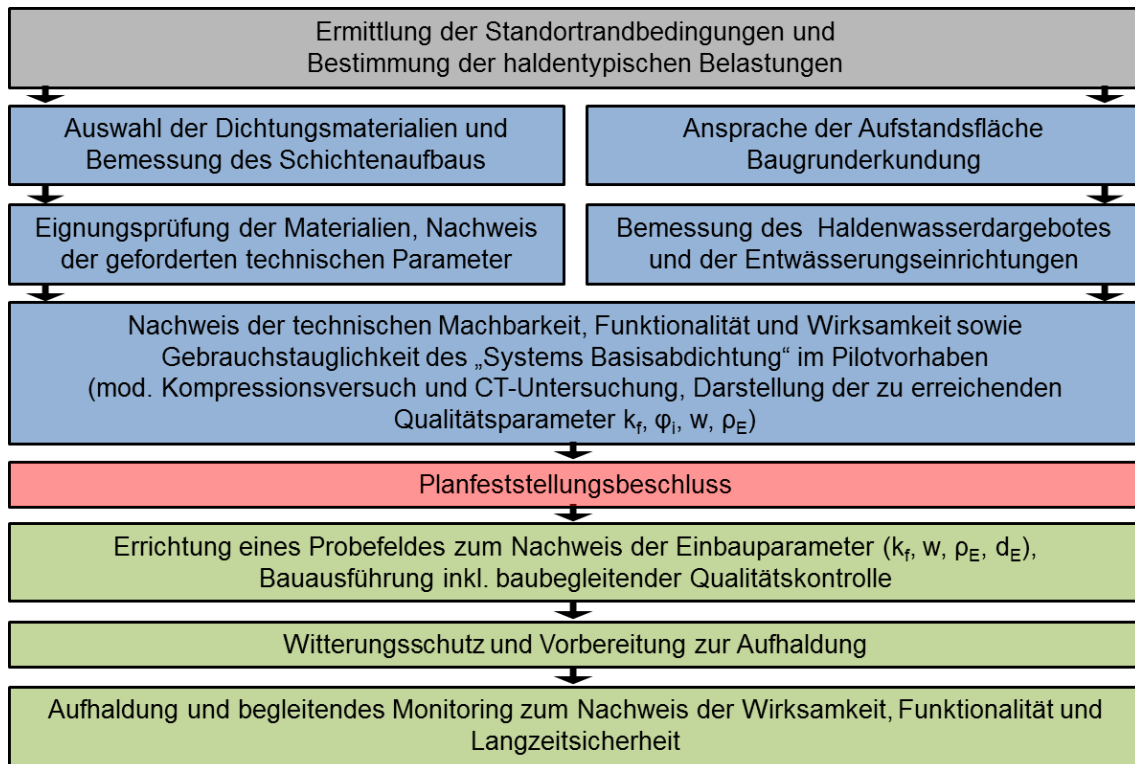 Ermittlung der Standortrandbedingungen und
Bestimmung der haldentypischen Belastungen
Auswahl der Dichtungsmaterialien und
Bemessung des Schichtenaufbaus
Ansprache der Aufstandsfläche
Baugrunderkundung
Eignungsprüfung der Materialien, Nachweis
der geforderten technischen Parameter
Bemessung des Haldenwasserdargebotes
und der Entwässerungseinrichtungen
Nachweis der technischen Machbarkeit, Funktionalität und Wirksamkeit sowie
Gebrauchstauglichkeit des „Systems Basisabdichtung“ im Pilotvorhaben
(mod. Kompressionsversuch und CT-Untersuchung, Darstellung der zu erreichenden
Qualitätsparameter kf, φi, w, ρE)
Planfeststellungsbeschluss
Errichtung eines Probefeldes zum Nachweis der Einbauparameter (kf, w, ρE, dE),
Bauausführung inkl. baubegleitender Qualitätskontrolle
Witterungsschutz und Vorbereitung zur Aufhaldung
Aufhaldung und begleitendes Monitoring zum Nachweis der Wirksamkeit, Funktionalität und
Langzeitsicherheit